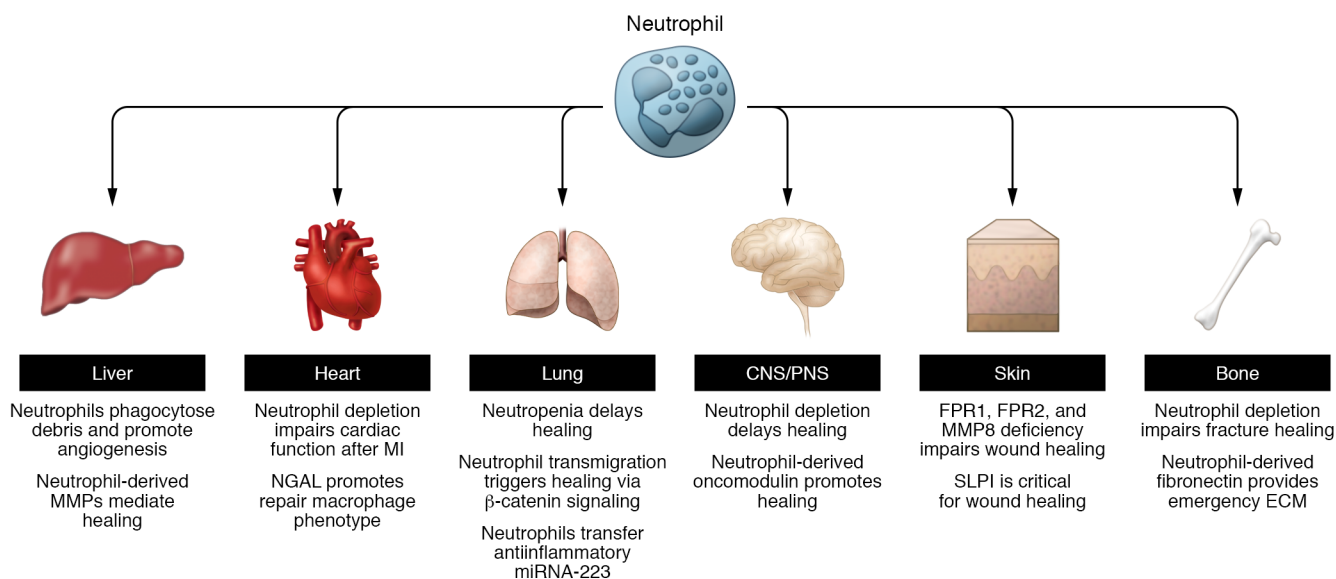 Neutrophil
Liver
Neutrophils phagocytose
debris and promote
angiogenesis
Neutrophil-derived
MMPs mediate
healing
Heart
Neutrophil depletion
impairs cardiac
function after MI
NGAL promotes
repair macrophage
phenotype
Lung
Neutropenia delays
healing
Neutrophil transmigration
triggers healing via
β-catenin signaling
Neutrophils transfer
antiinflammatory
miRNA-223
CNS/PNS
Neutrophil depletion
delays healing
Neutrophil-derived
oncomodulin promotes
healing
Skin
FPR1, FPR2, and
MMP8 deficiency
impairs wound healing
SLPI is critical
for wound healing
Bone
Neutrophil depletion
impairs fracture healing
Neutrophil-derived
fibronectin provides
emergency ECM